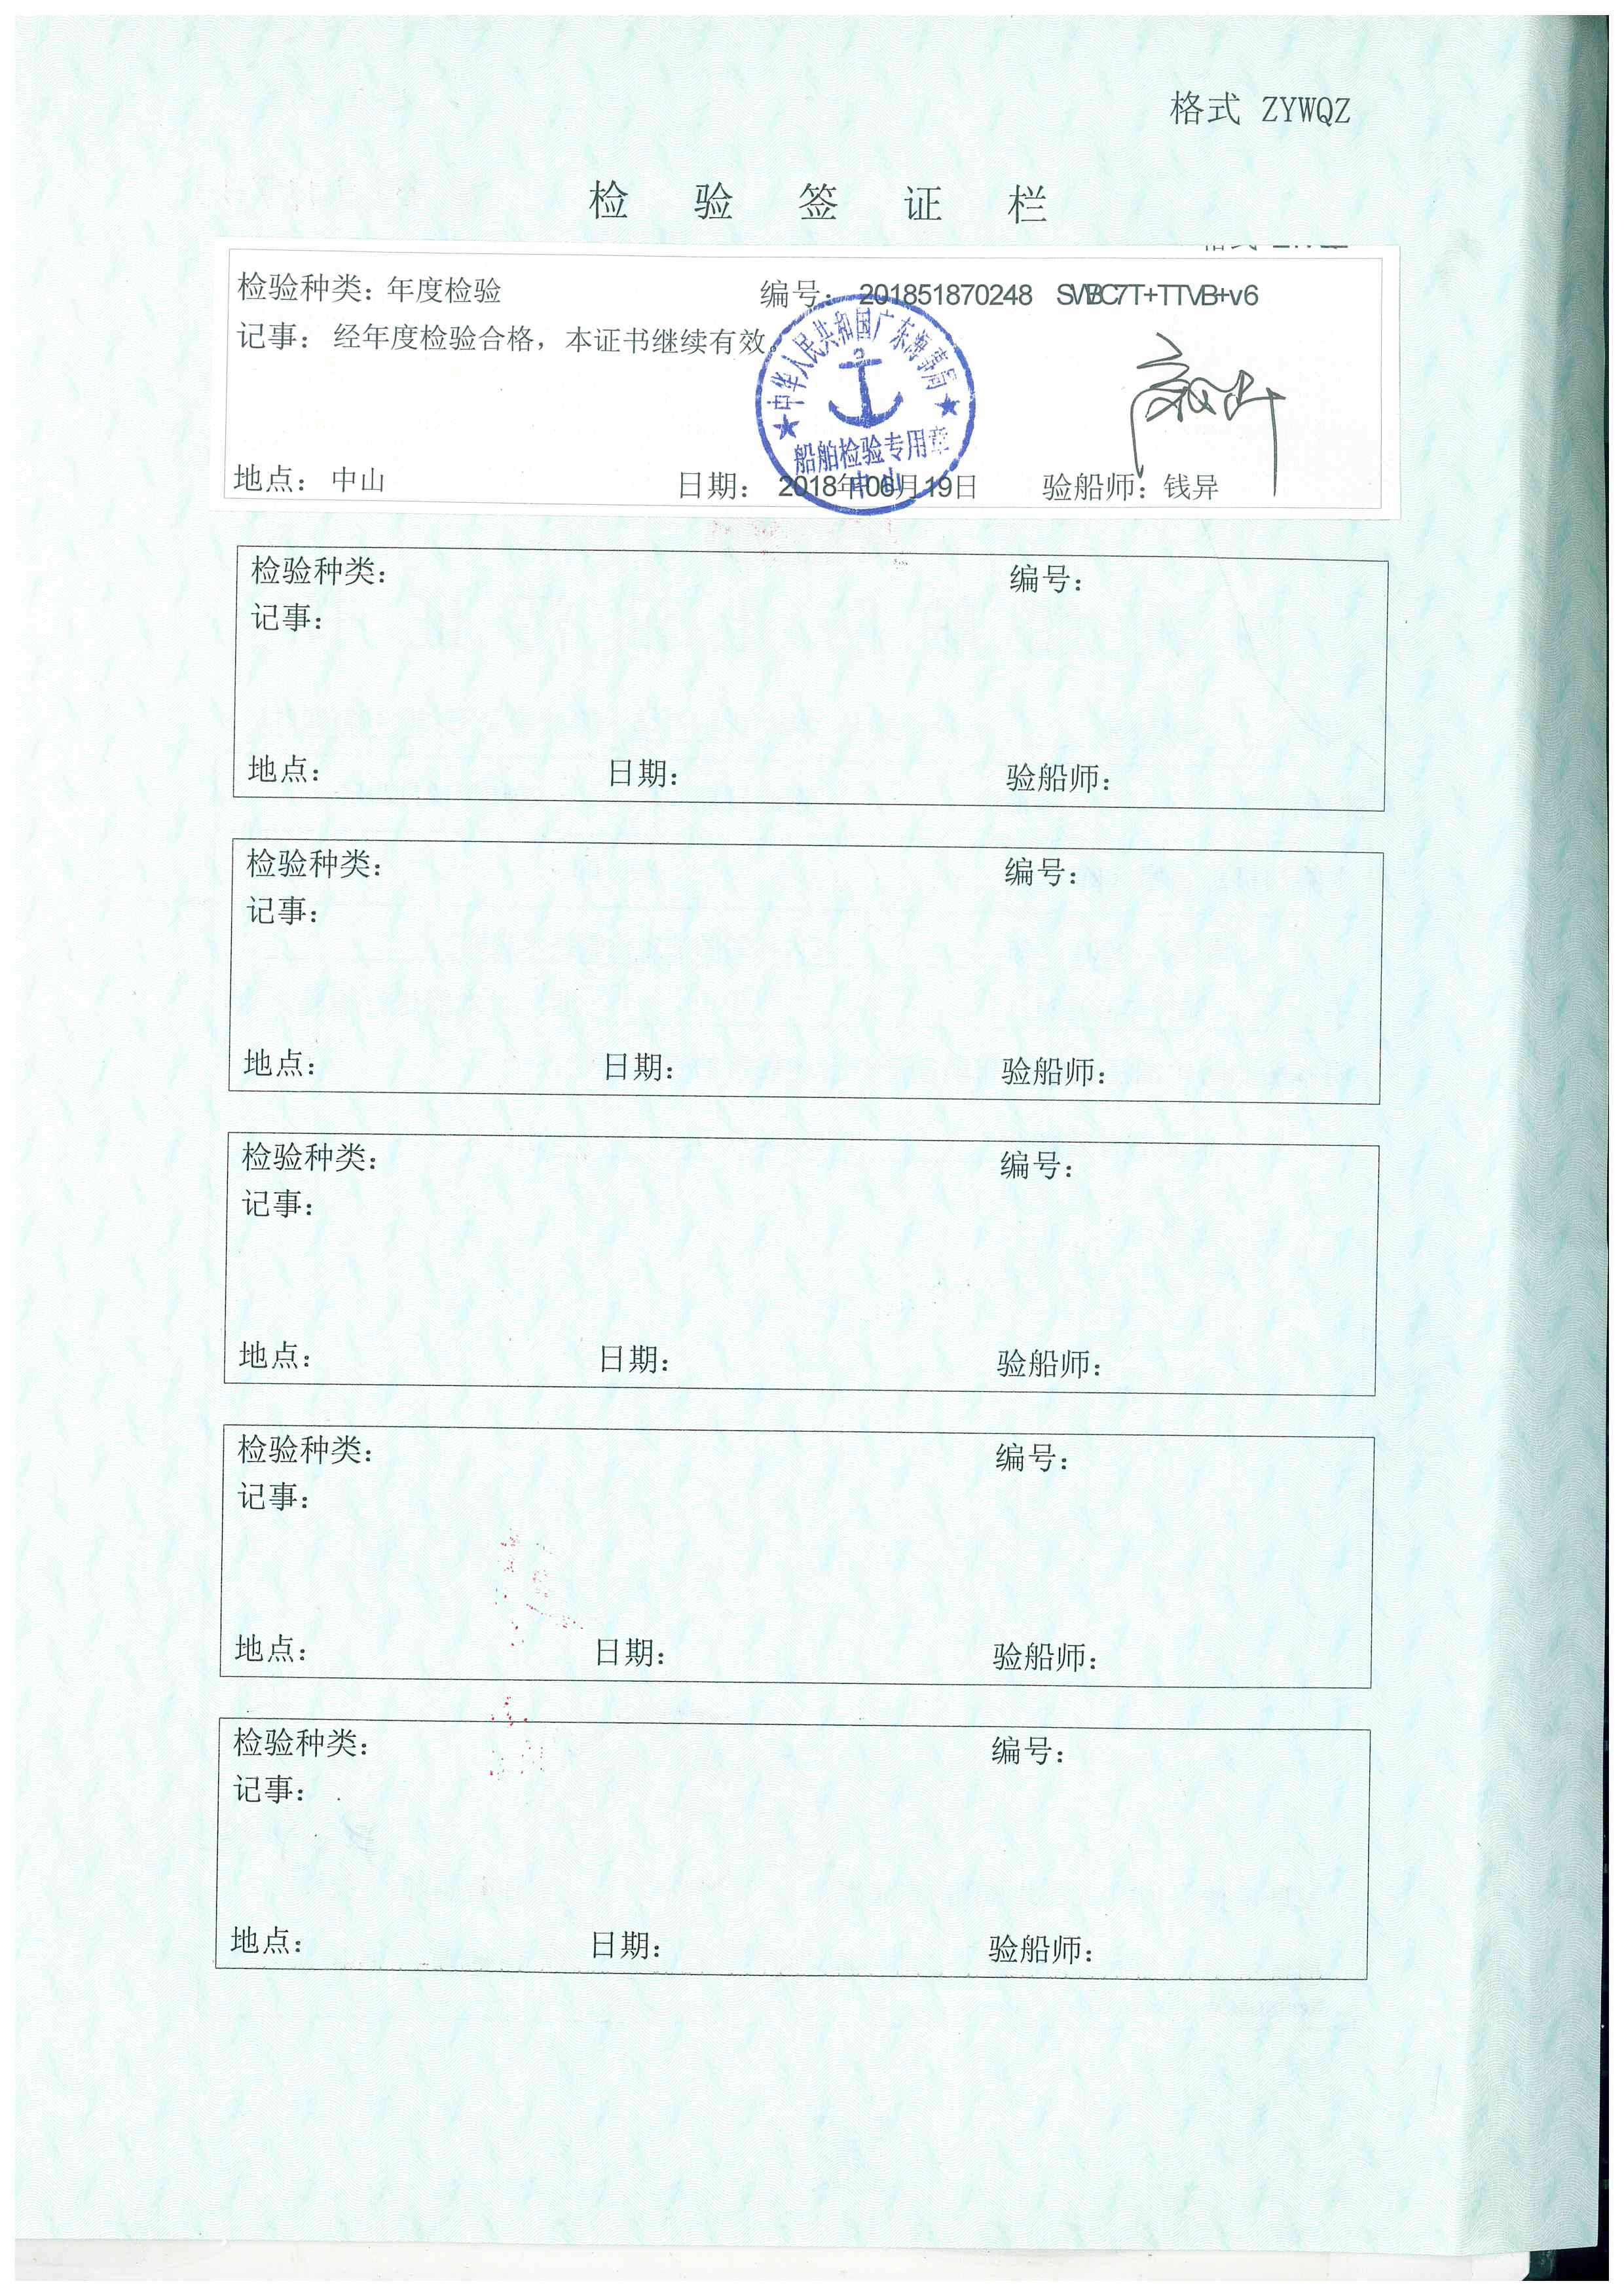 格式 ZYWQZ
检 验 签 证 栏
检验种类: 年度检验 编号: 201851870248
记事: 经年度检验合格，本证书继续有效。
中华人民共和国广东海事局
船舶检验专用章
中山
地点: 中山 日期: 2018年06月19日 验船师: 钱异
检验种类: 编号:
记事:
地点: 日期: 验船师:
检验种类: 编号:
记事:
地点: 日期: 验船师:
检验种类: 编号:
记事:
地点: 日期: 验船师:
检验种类: 编号:
记事:
地点: 日期: 验船师:
检验种类: 编号:
记事:
地点: 日期: 验船师: